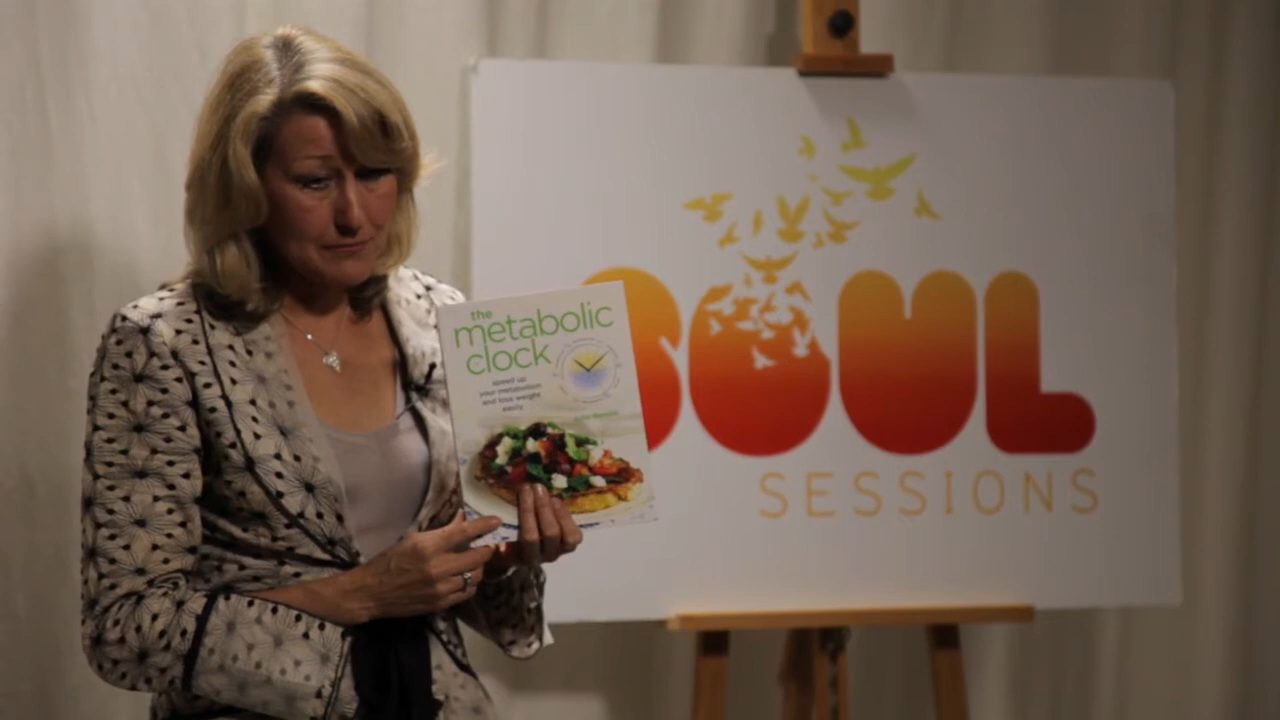 the
metabolic
clock
speed up
your metabolism
and lose weight
easily
SOUL
SESSIONS